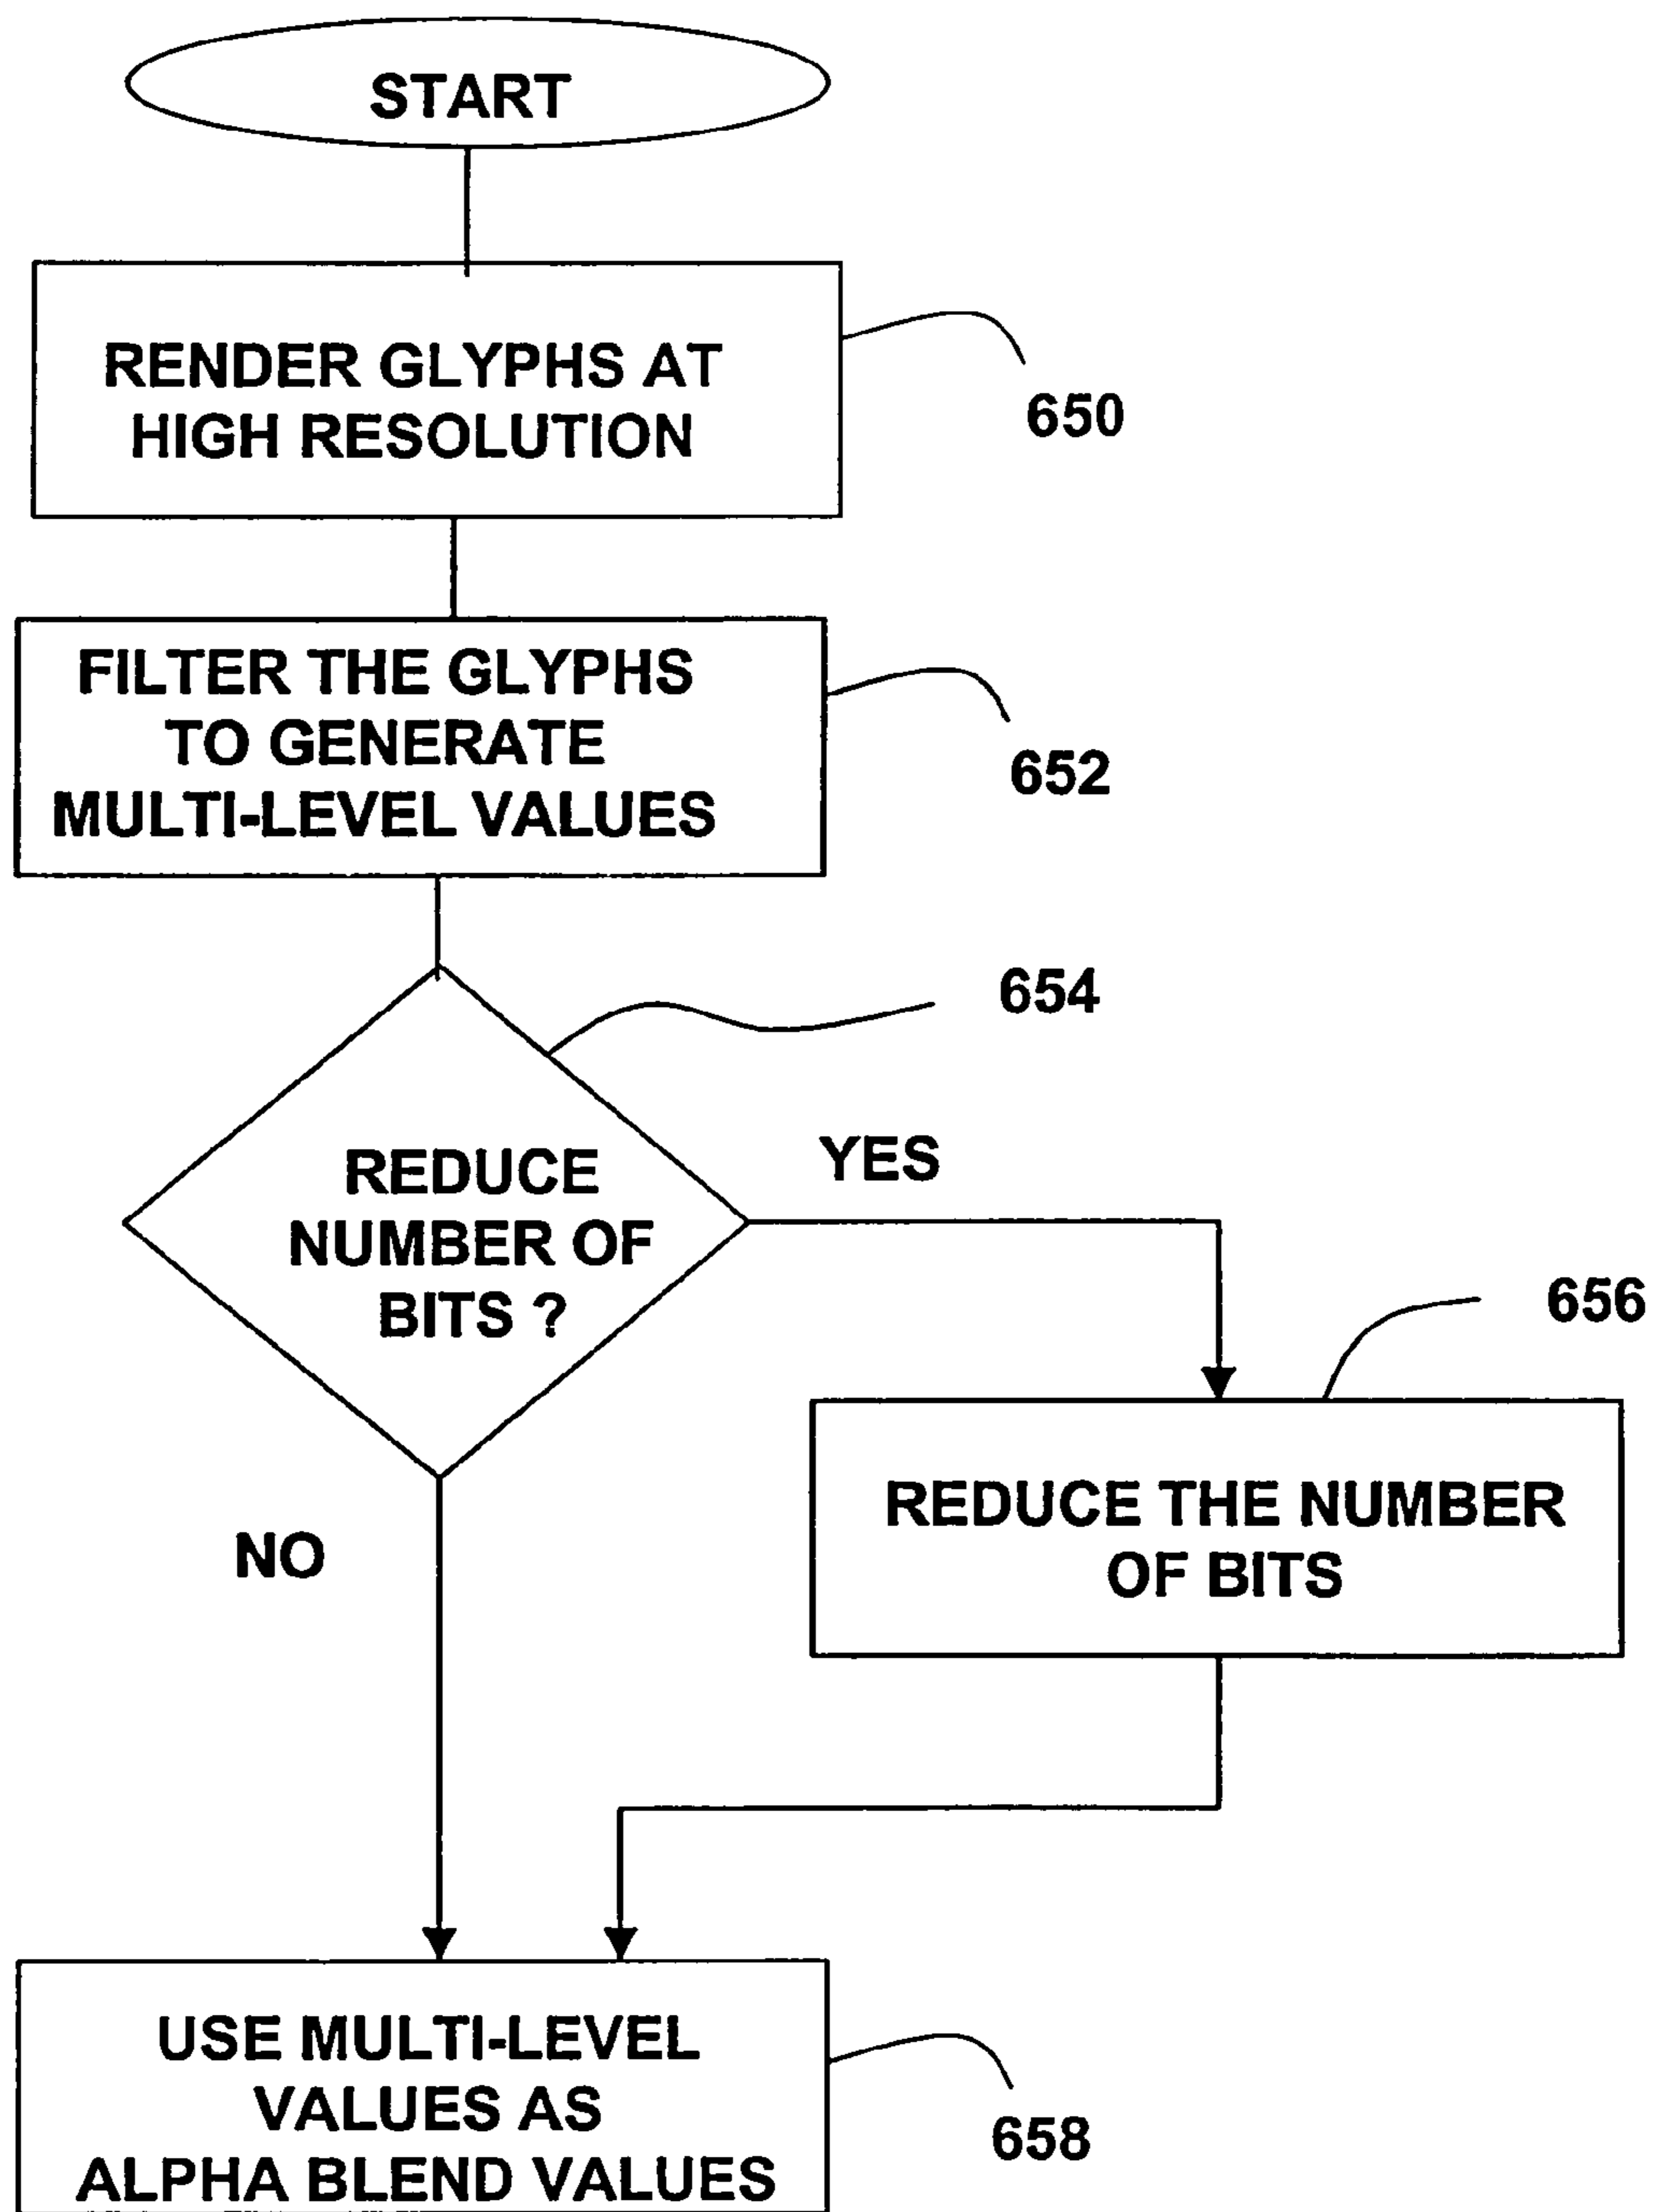 START
RENDER GLYPHS AT
HIGH RESOLUTION
650
FILTER THE GLYPHS
TO GENERATE
MULTI-LEVEL VALUES
652
654
REDUCE
NUMBER OF
BITS ?
YES
656
REDUCE THE NUMBER
OF BITS
NO
USE MULTI-LEVEL
VALUES AS
ALPHA BLEND VALUES
658